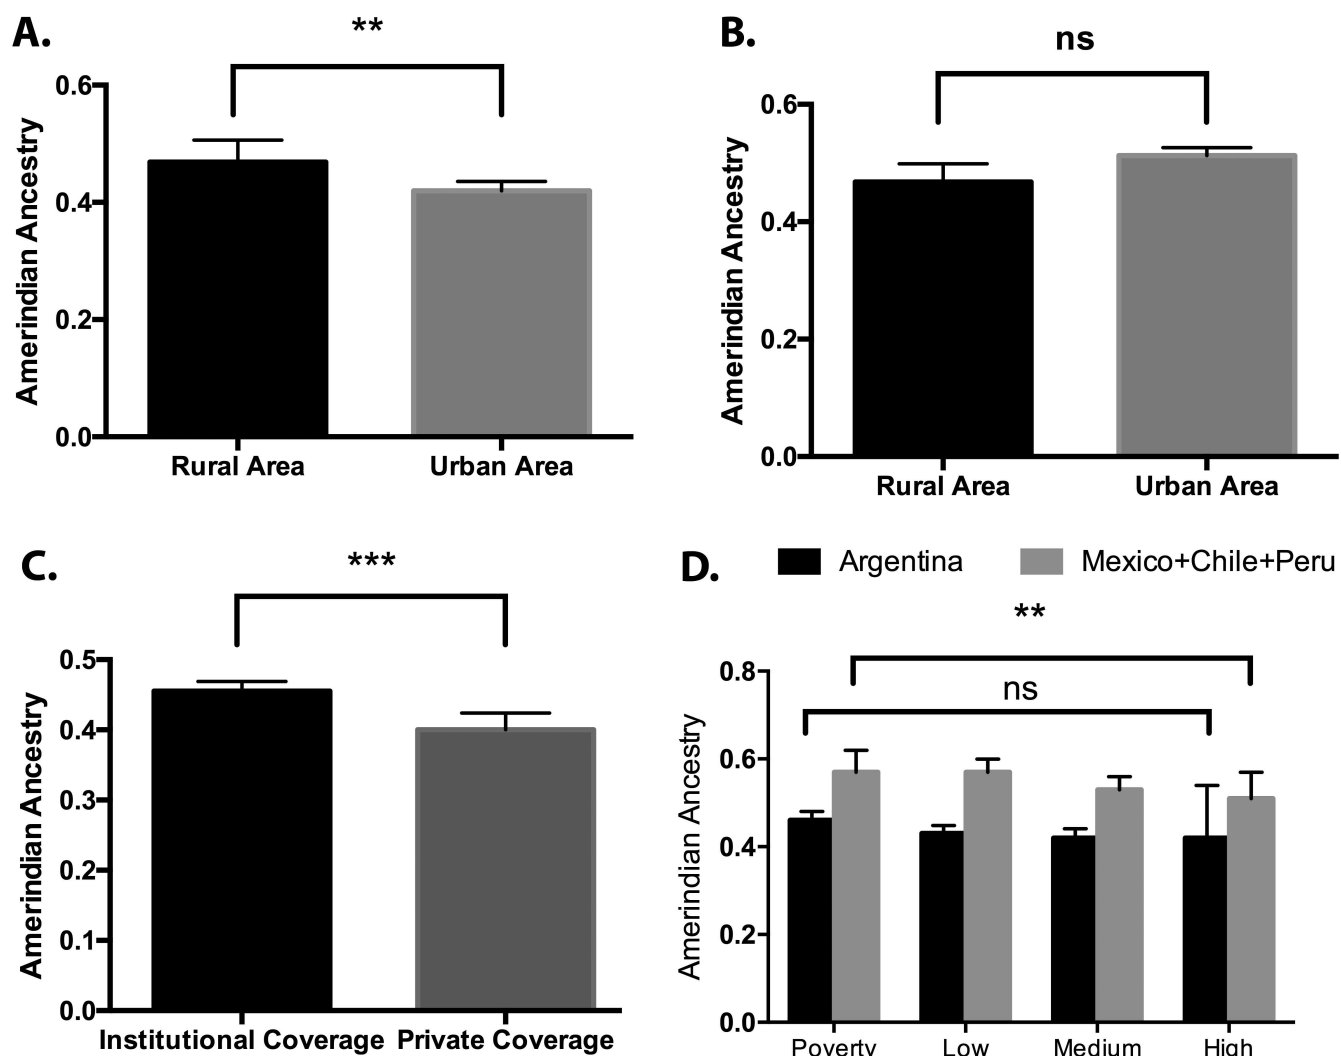 A.
**
Amerindian Ancestry
0.6
0.4
0.2
0.0
Rural Area Urban Area
B.
ns
Amerindian Ancestry
0.6
0.4
0.2
0.0
Rural Area Urban Area
C.
***
Amerindian Ancestry
0.5
0.4
0.3
0.2
0.1
0.0
Institutional Coverage Private Coverage
D.
Argentina Mexico+Chile+Peru
**
ns
Amerindian Ancestry
0.8
0.6
0.4
0.2
0.0
Poverty Low Medium High